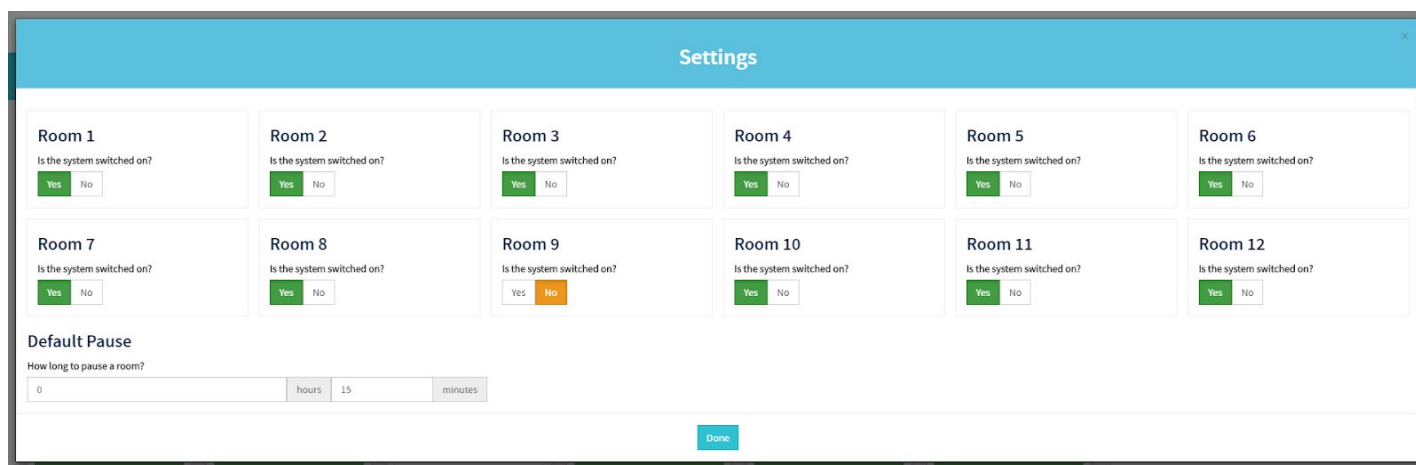 Settings
×
Room 1 Room 2 Room 3 Room 4 Room 5 Room 6
Is the system switched on? Is the system switched on? Is the system switched on? Is the system switched on? Is the system switched on? Is the system switched on?
Yes No Yes No Yes No Yes No Yes No Yes No
Room 7 Room 8 Room 9 Room 10 Room 11 Room 12
Is the system switched on? Is the system switched on? Is the system switched on? Is the system switched on? Is the system switched on? Is the system switched on?
Yes No Yes No Yes No Yes No Yes No Yes No
Default Pause
How long to pause a room?
0 hours 15 minutes
Done